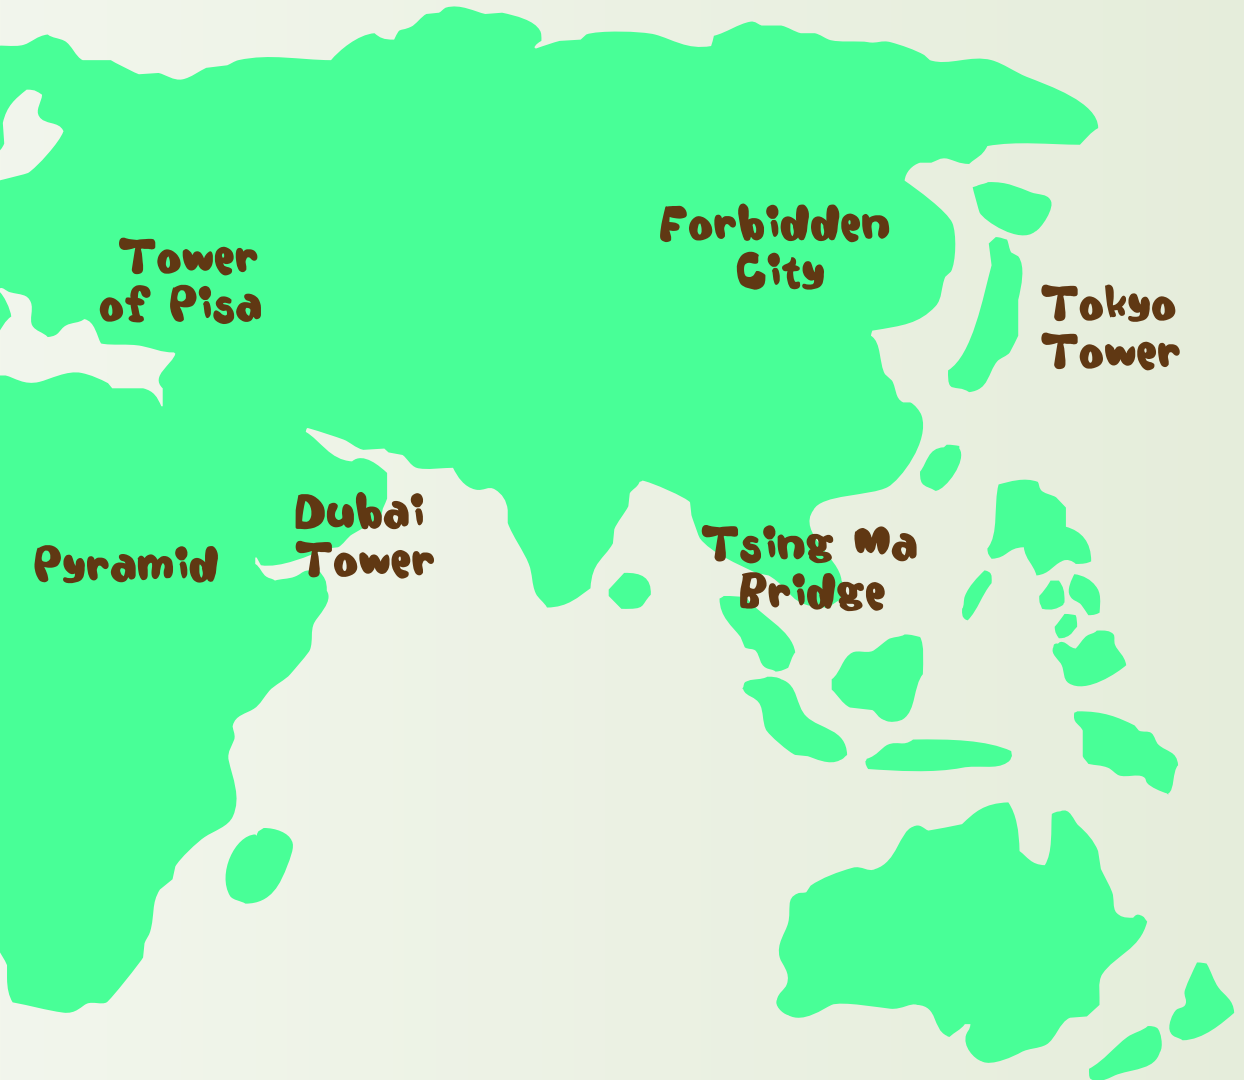 Forbidden
City
Tower
of Pisa
Tokyo
Tower
Dubai
Tower
Tsing Ma
Bridge
Pyramid